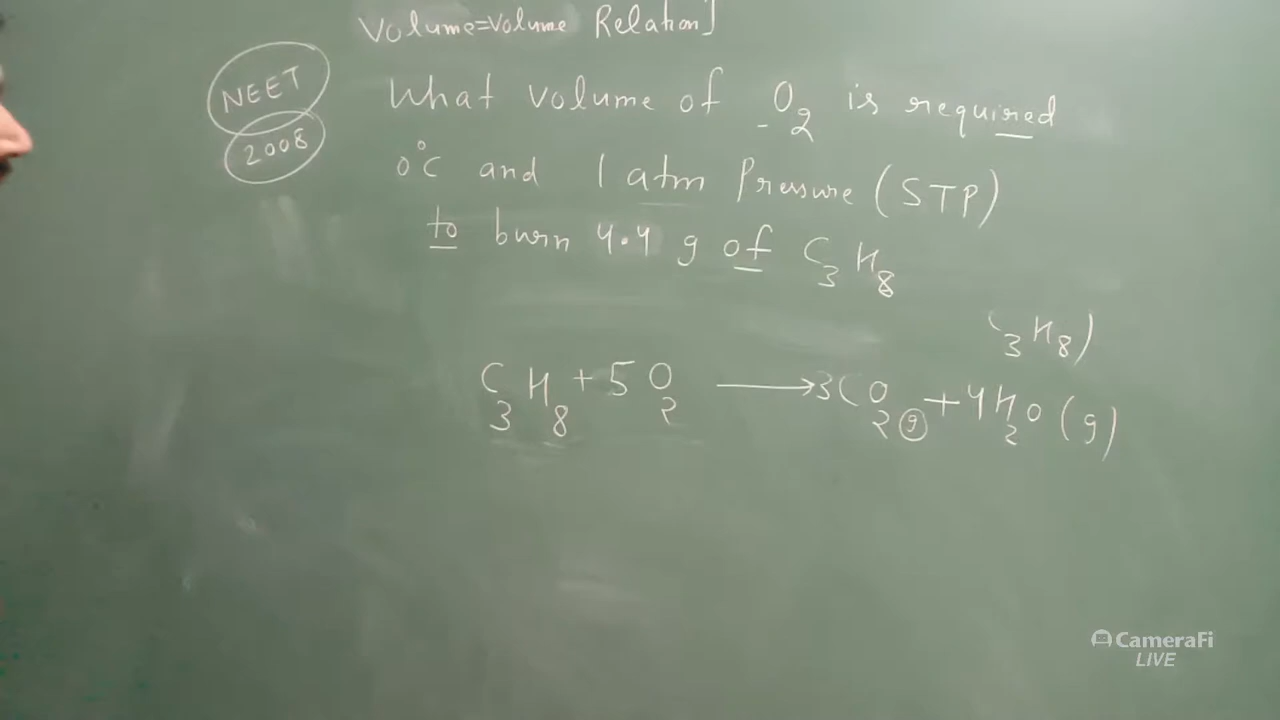 Volume=Volume Relation]
NEET
2008
What volume of O2 is required
0°C and 1 atm Pressure (STP)
to burn 4.4 g of C3H8
C3H8)
C3H8 + 5O2 → 3CO2(g) + 4H2O(g)
CameraFi
LIVE